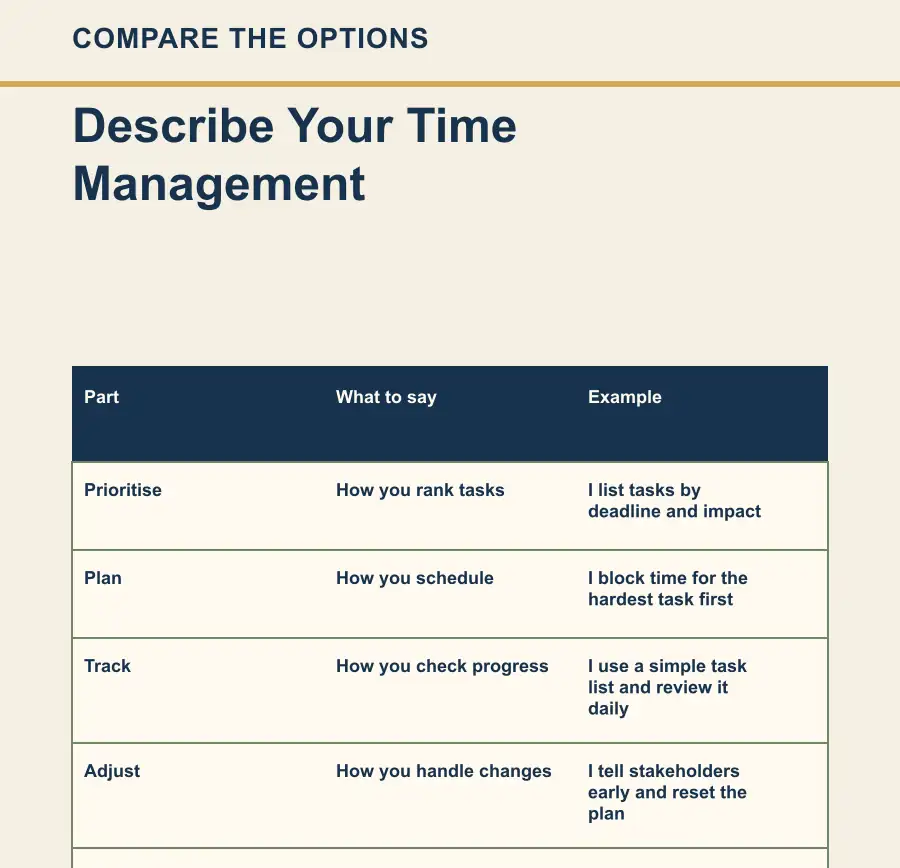 COMPARE THE OPTIONS
Describe Your Time
Management
Part
What to say
Example
Prioritise
How you rank tasks
I list tasks by
deadline and impact
Plan
How you schedule
I block time for the
hardest task first
Track
How you check progress
I use a simple task
list and review it
daily
Adjust
How you handle changes
I tell stakeholders
early and reset the
plan